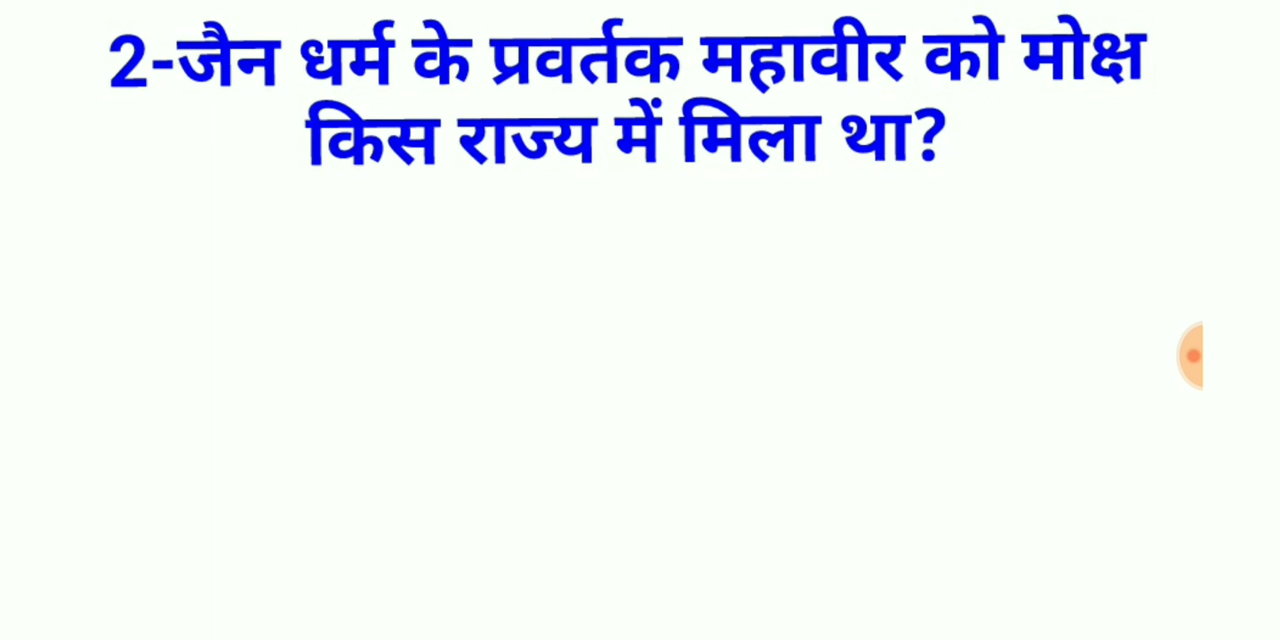 2-जैन धर्म के प्रवर्तक महावीर को मोक्ष
किस राज्य में मिला था?